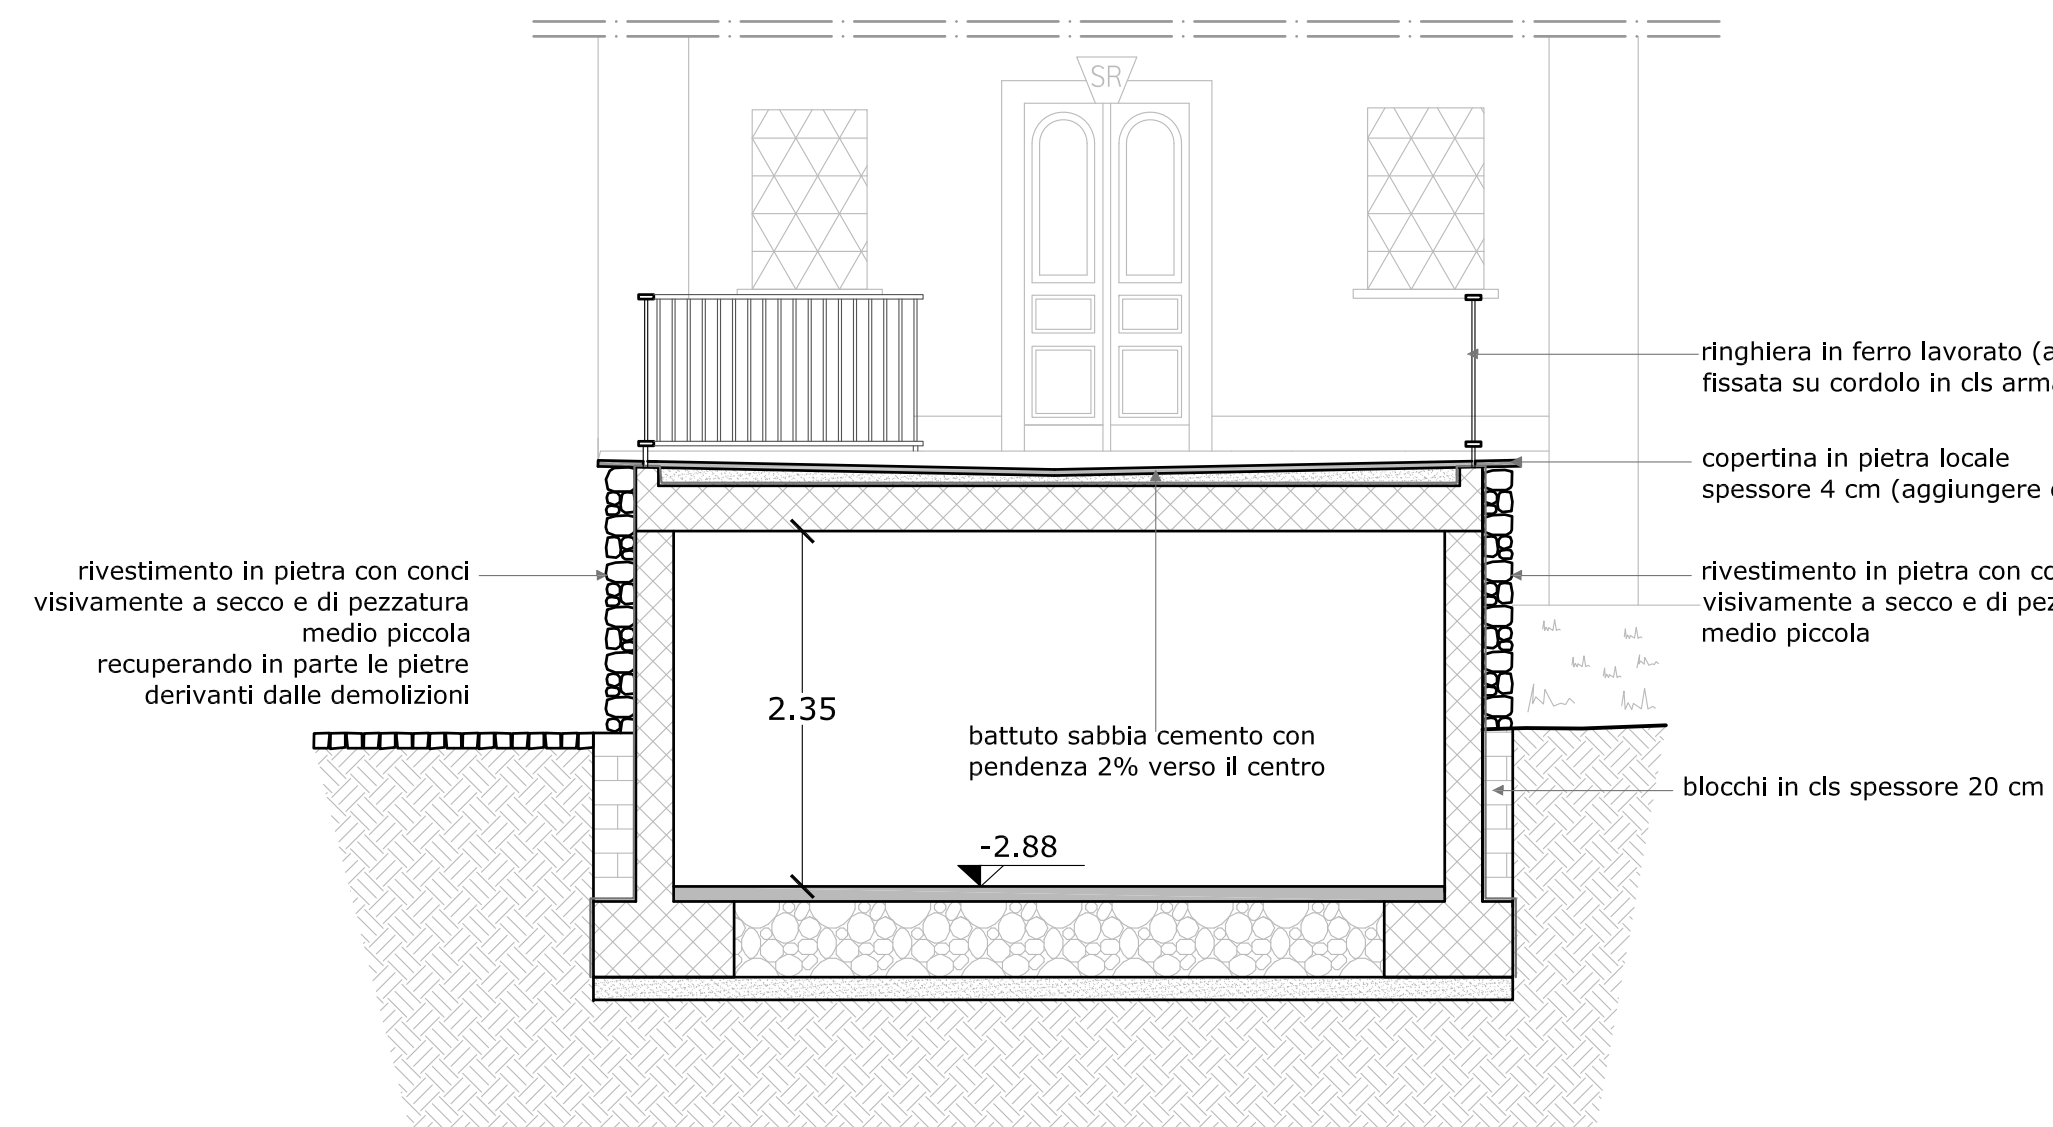 SR
ringhiera in ferro lavorato (a
fissata su cordolo in cls arma
copertina in pietra locale
spessore 4 cm (aggiungere
rivestimento in pietra con conci
visivamente a secco e di pezzatura
medio piccola
recuperando in parte le pietre
derivanti dalle demolizioni
rivestimento in pietra con co
visivamente a secco e di pez
medio piccola
2.35
battuto sabbia cemento con
pendenza 2% verso il centro
blocchi in cls spessore 20 cm
-2.88